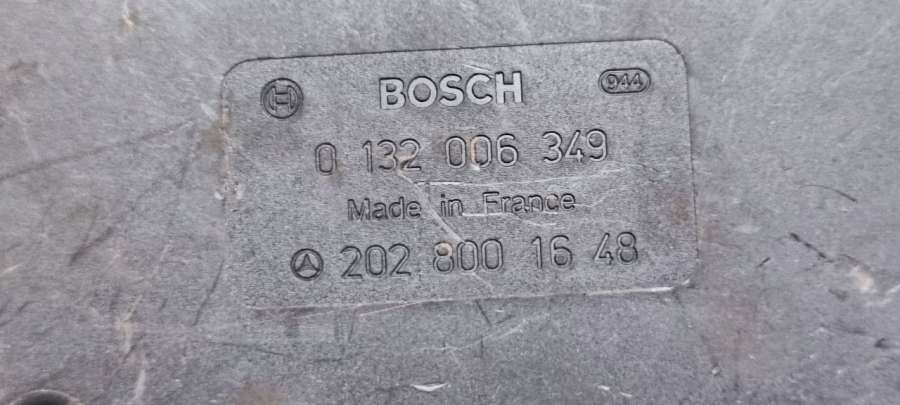 BOSCH 944
0 132 006 349
Made in France
202 800 16 48